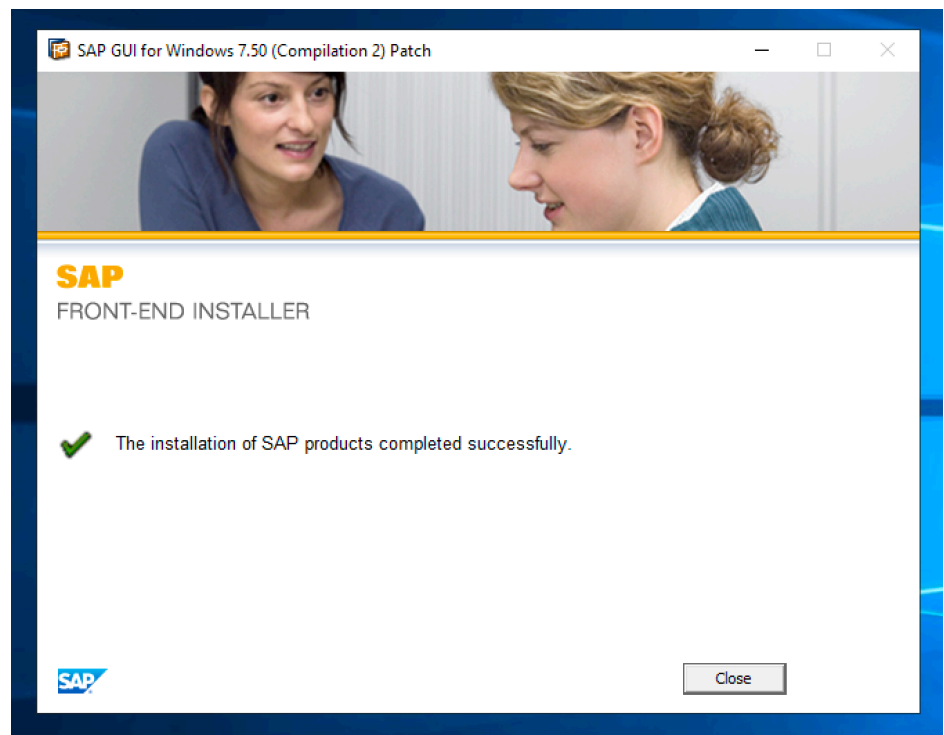 SAP GUI for Windows 7.50 (Compilation 2) Patch
SAP
FRONT-END INSTALLER
The installation of SAP products completed successfully.
SAP
Close